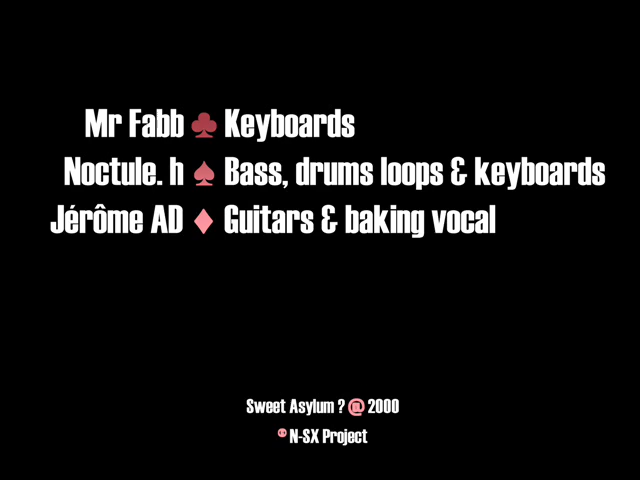 Mr Fabb ♣ Keyboards
Noctule. h ♠ Bass, drums loops & keyboards
Jérôme AD ♦ Guitars & baking vocal
Sweet Asylum ? @ 2000
N-SX Project